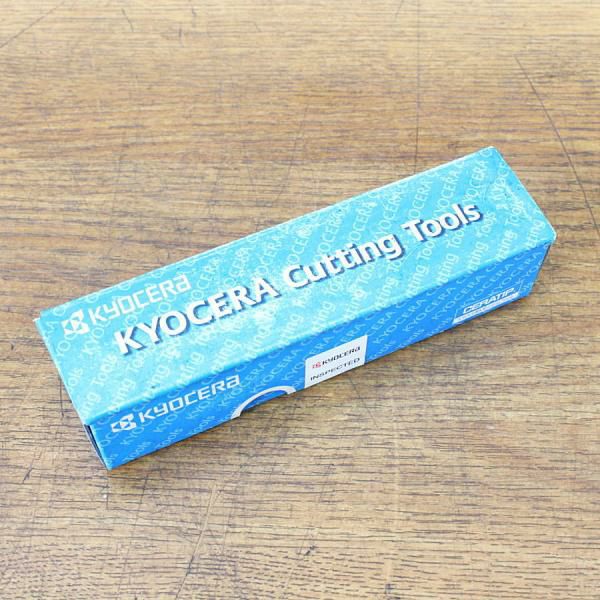 KYOCERA
KYOCERA Cutting Tools
KYOCERA
KYOCERA
INSPECTED
CERATIP